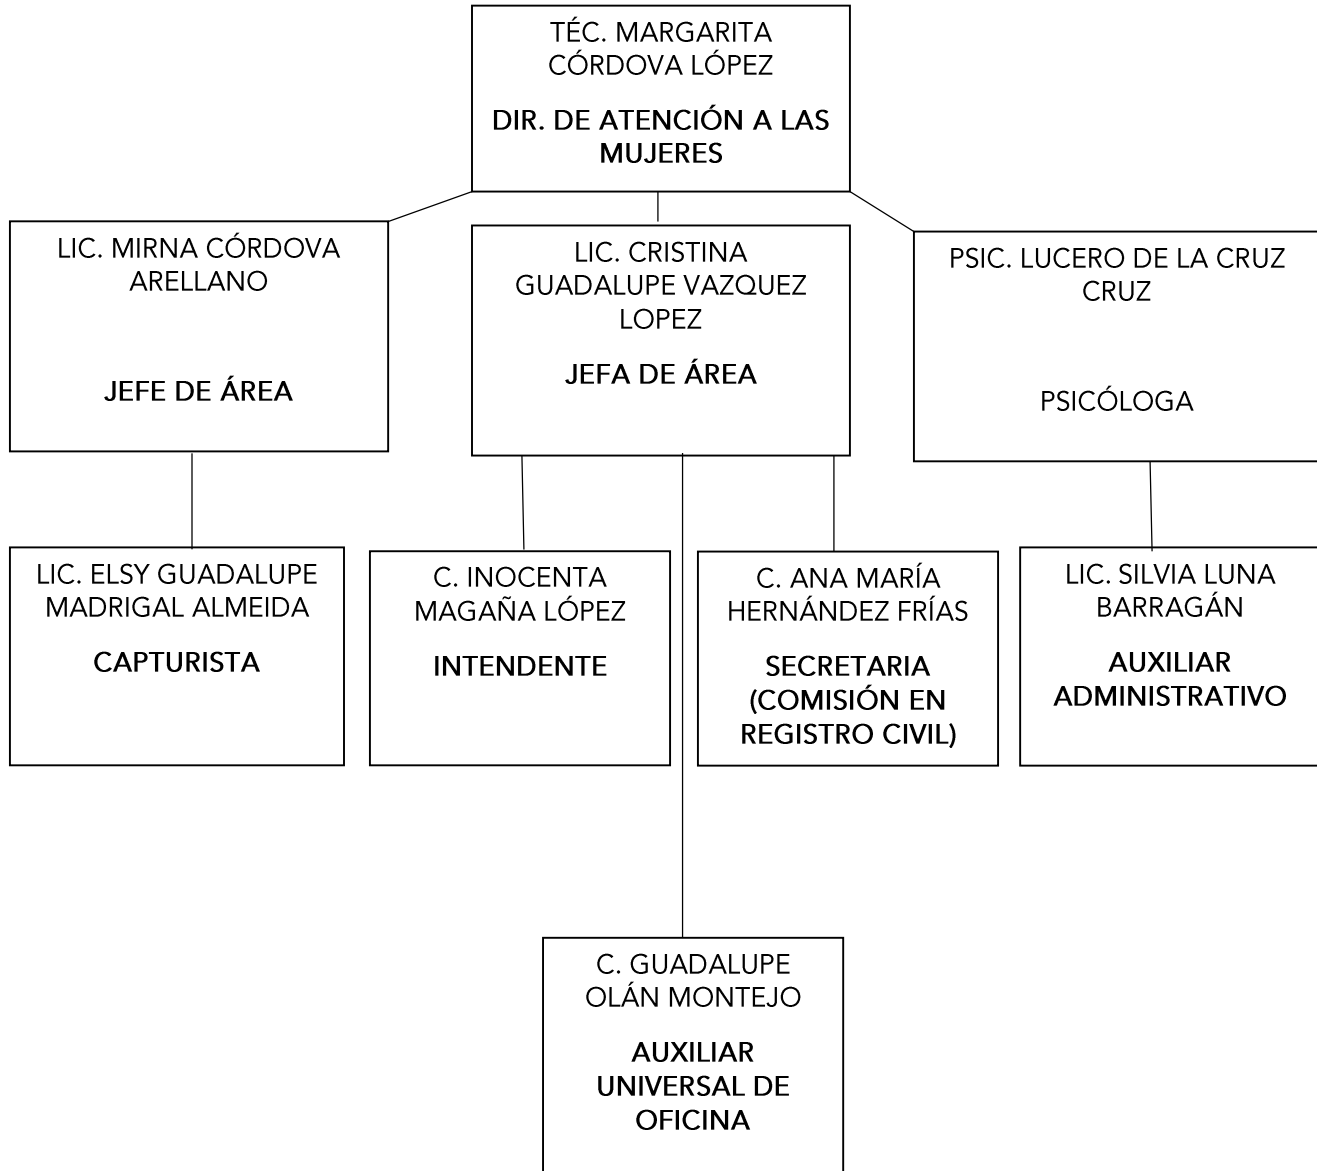 TÉC. MARGARITA
CÓRDOVA LÓPEZ
DIR. DE ATENCIÓN A LAS
MUJERES
LIC. MIRNA CÓRDOVA
ARELLANO
JEFE DE ÁREA
LIC. CRISTINA
GUADALUPE VAZQUEZ
LOPEZ
JEFA DE ÁREA
PSIC. LUCERO DE LA CRUZ
CRUZ
PSICÓLOGA
LIC. ELSY GUADALUPE
MADRIGAL ALMEIDA
CAPTURISTA
C. INOCENTA
MAGAÑA LÓPEZ
INTENDENTE
C. ANA MARÍA
HERNÁNDEZ FRÍAS
SECRETARIA
(COMISIÓN EN
REGISTRO CIVIL)
LIC. SILVIA LUNA
BARRAGÁN
AUXILIAR
ADMINISTRATIVO
C. GUADALUPE
OLÁN MONTEJO
AUXILIAR
UNIVERSAL DE
OFICINA